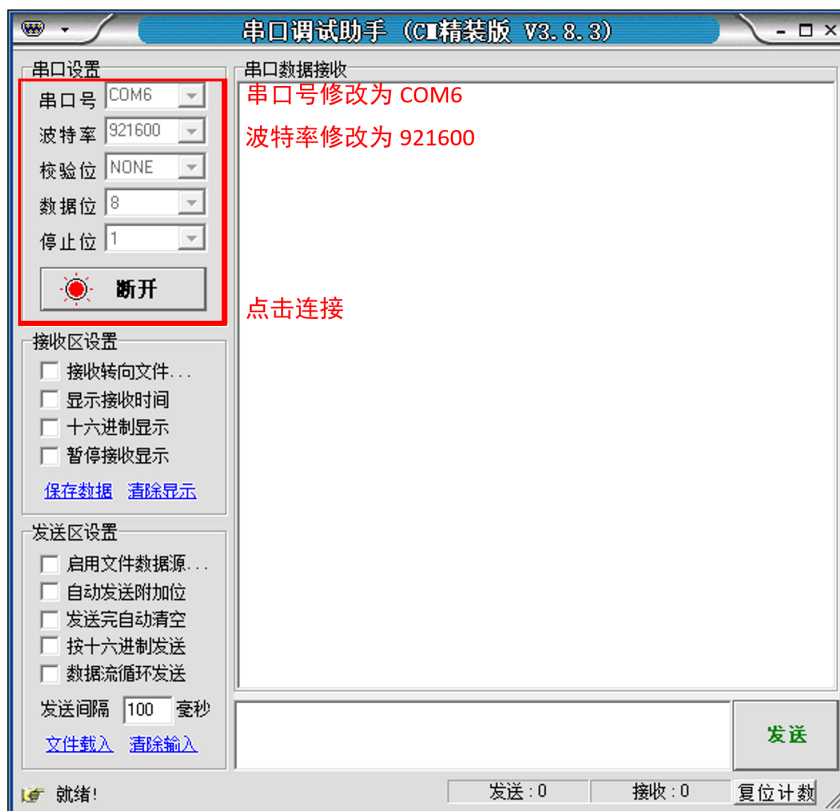 串口调试助手（CⅢ精装版 V3.8.3）
串口设置
串口号 COM6
波特率 921600
校验位 NONE
数据位 8
停止位 1
断开
接收区设置
接收转向文件...
显示接收时间
十六进制显示
暂停接收显示
保存数据 清除显示
发送区设置
启用文件数据源...
自动发送附加位
发送完自动清空
按十六进制发送
数据流循环发送
发送间隔 100 毫秒
文件载入 清除输入
串口数据接收
串口号修改为 COM6
波特率修改为 921600
点击连接
发送
就绪!
发送:0
接收:0
复位计数